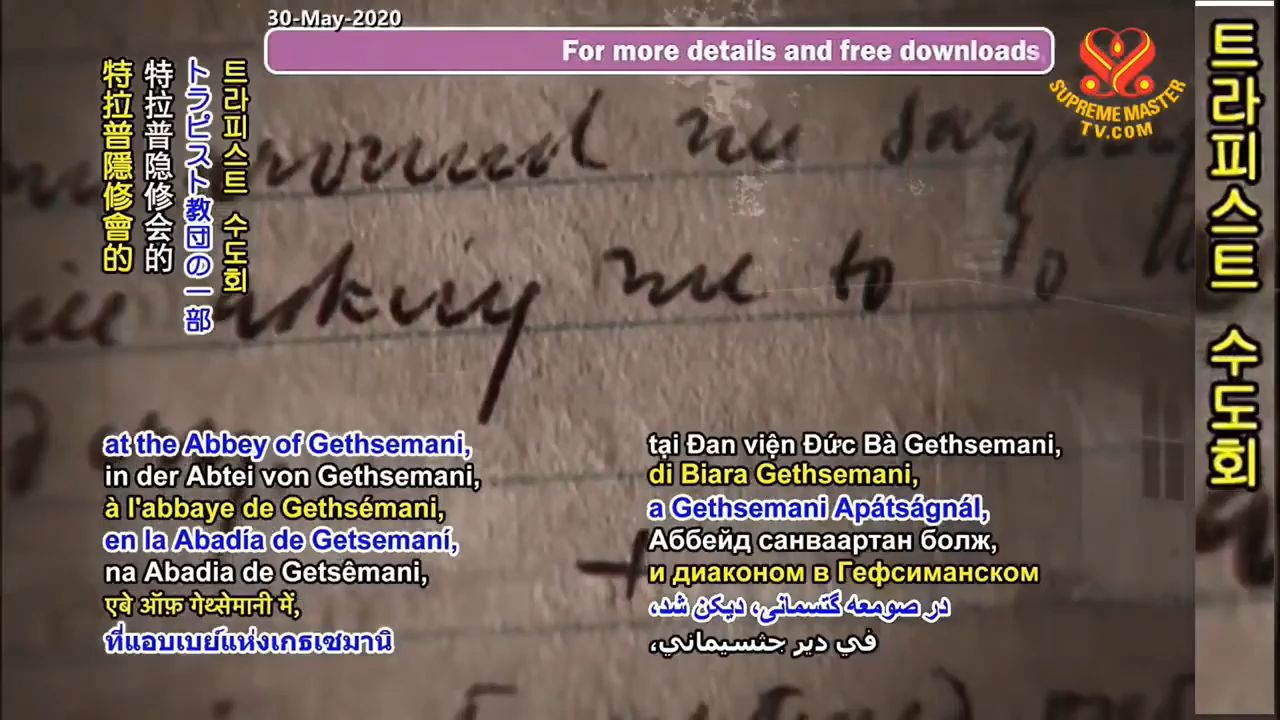 30-May-2020
For more details and free downloads
SUPREME MASTER
TV.COM
트라피스트 수도회
トラピスト教団の一部
特拉普隐修会的
特拉普隱修會的
트라피스트 수도회
around me saying
asking me to
at the Abbey of Gethsemani,
in der Abtei von Gethsemani,
à l'abbaye de Gethsémani,
en la Abadía de Getsemaní,
na Abadia de Getsêmani,
एबे ऑफ़ गेथ्सेमानी में,
ที่แอบเบย์แห่งเกธเซมานิ
tại Đan viện Đức Bà Gethsemani,
di Biara Gethsemani,
a Gethsemani Apátságnál,
Аббейд санваартан болж,
и диаконом в Гефсиманском
در صومعه گتسمانی، دیکن شد،
في دير جثسيماني،